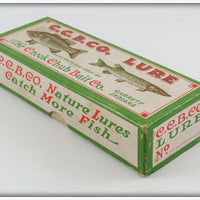 C.C.B.CO. LURE
The Creek Chub Bait Co.
GARRETT
INDIANA
C.C.B.CO. Nature Lures
Catch More Fish
C.C.B.CO.
LURE
No